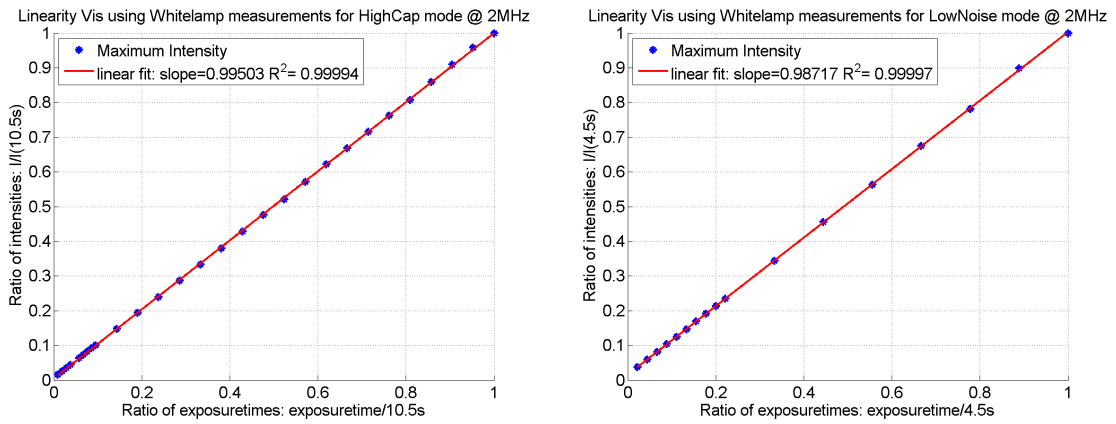 Linearity Vis using Whitelamp measurements for HighCap mode @ 2MHz
Maximum Intensity
linear fit: slope=0.99503 R²= 0.99994
Ratio of intensities: I/I(10.5s)
1
0.9
0.8
0.7
0.6
0.5
0.4
0.3
0.2
0.1
0
0 0.2 0.4 0.6 0.8 1
Ratio of exposuretimes: exposuretime/10.5s
Linearity Vis using Whitelamp measurements for LowNoise mode @ 2MHz
Maximum Intensity
linear fit: slope=0.98717 R²= 0.99997
Ratio of intensities: I/I(4.5s)
1
0.9
0.8
0.7
0.6
0.5
0.4
0.3
0.2
0.1
0
0 0.2 0.4 0.6 0.8 1
Ratio of exposuretimes: exposuretime/4.5s